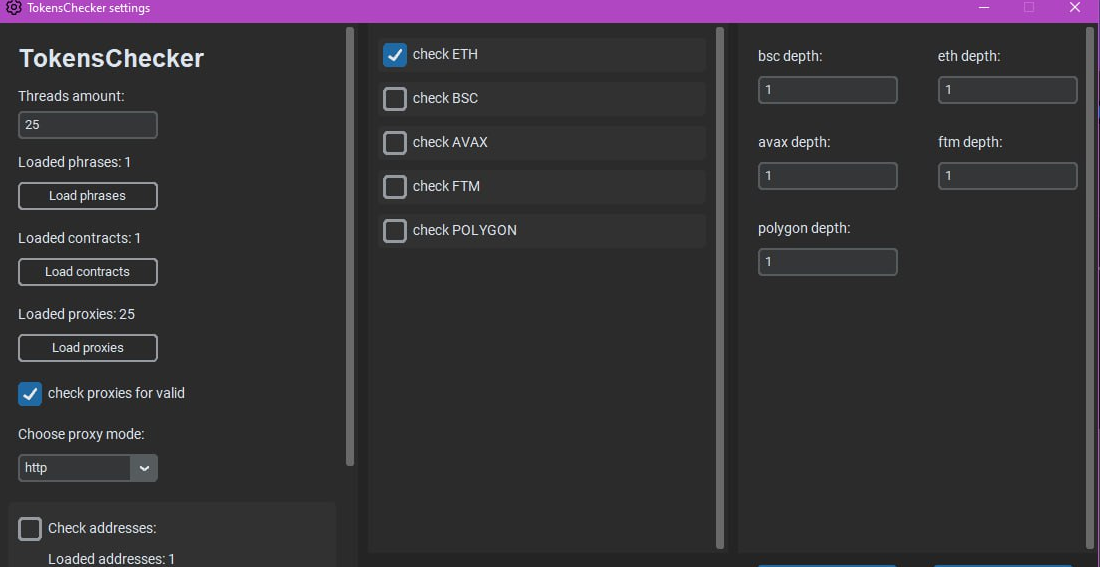 TokensChecker settings
TokensChecker
Threads amount:
25
Loaded phrases: 1
Load phrases
Loaded contracts: 1
Load contracts
Loaded proxies: 25
Load proxies
check proxies for valid
Choose proxy mode:
http
Check addresses:
Loaded addresses: 1
check ETH
check BSC
check AVAX
check FTM
check POLYGON
bsc depth:
1
eth depth:
1
avax depth:
1
ftm depth:
1
polygon depth:
1